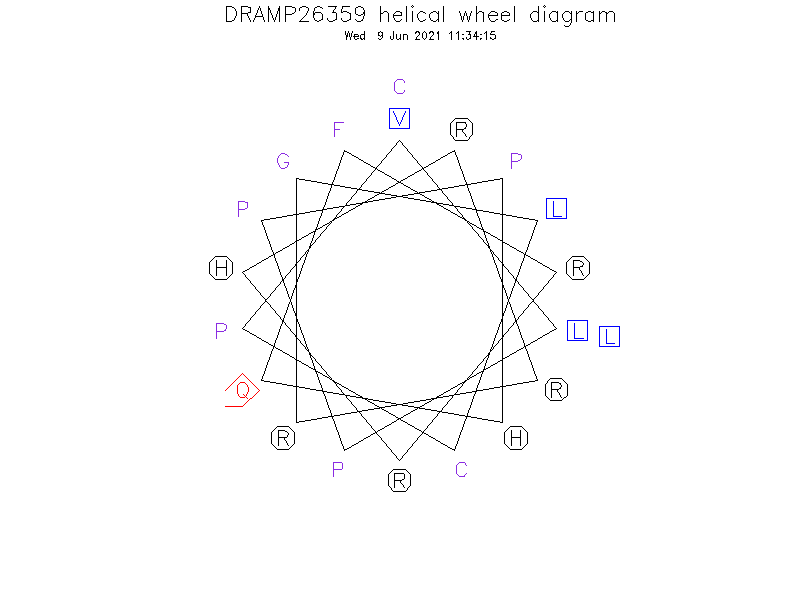 DRAMP26359 helical wheel diagram
Wed 9 Jun 2021 11:34:15
C
V
F R
G P
P L
H R
P L L
Q R
R H
P C
R